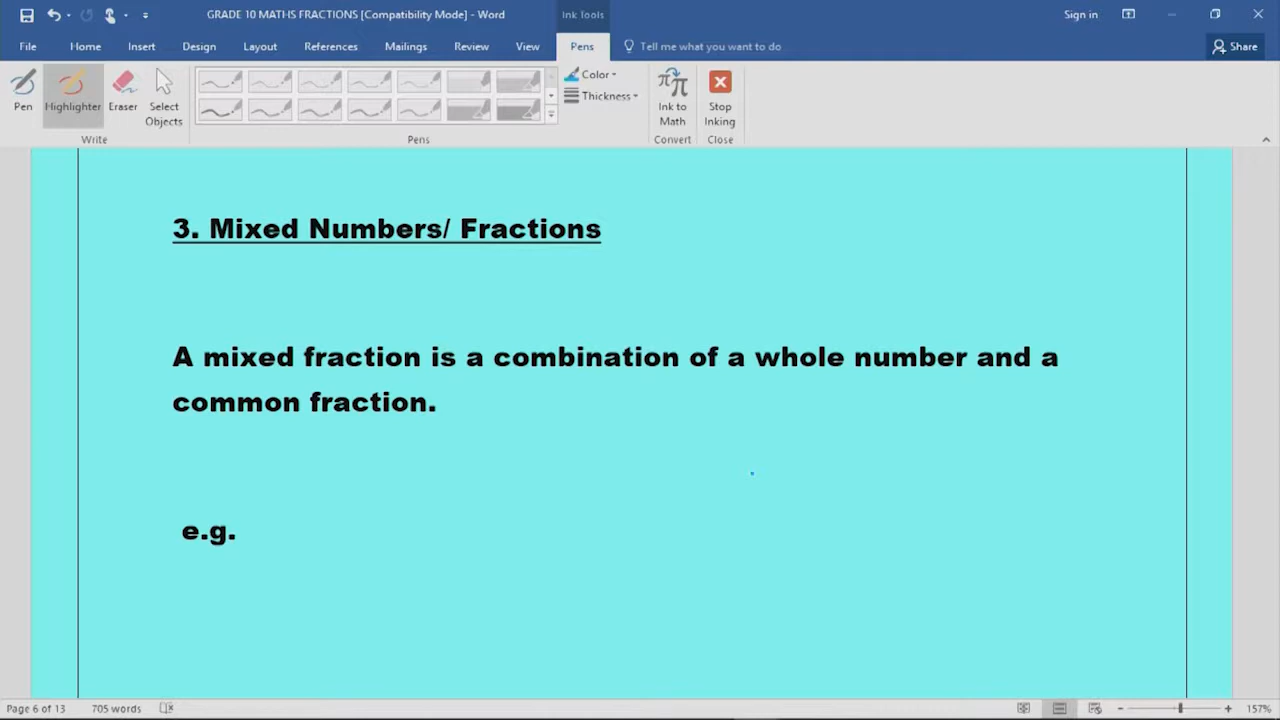 GRADE 10 MATHS FRACTIONS [Compatibility Mode] - Word
Ink Tools
Sign in
File Home Insert Design Layout References Mailings Review View Pens Tell me what you want to do Share
Pen Highlighter Eraser Select Objects
Color
Thickness
Ink to Math
Stop Inking
Write Pens Convert Close
3. Mixed Numbers/ Fractions
A mixed fraction is a combination of a whole number and a
common fraction.
e.g.
Page 6 of 13 705 words 157%